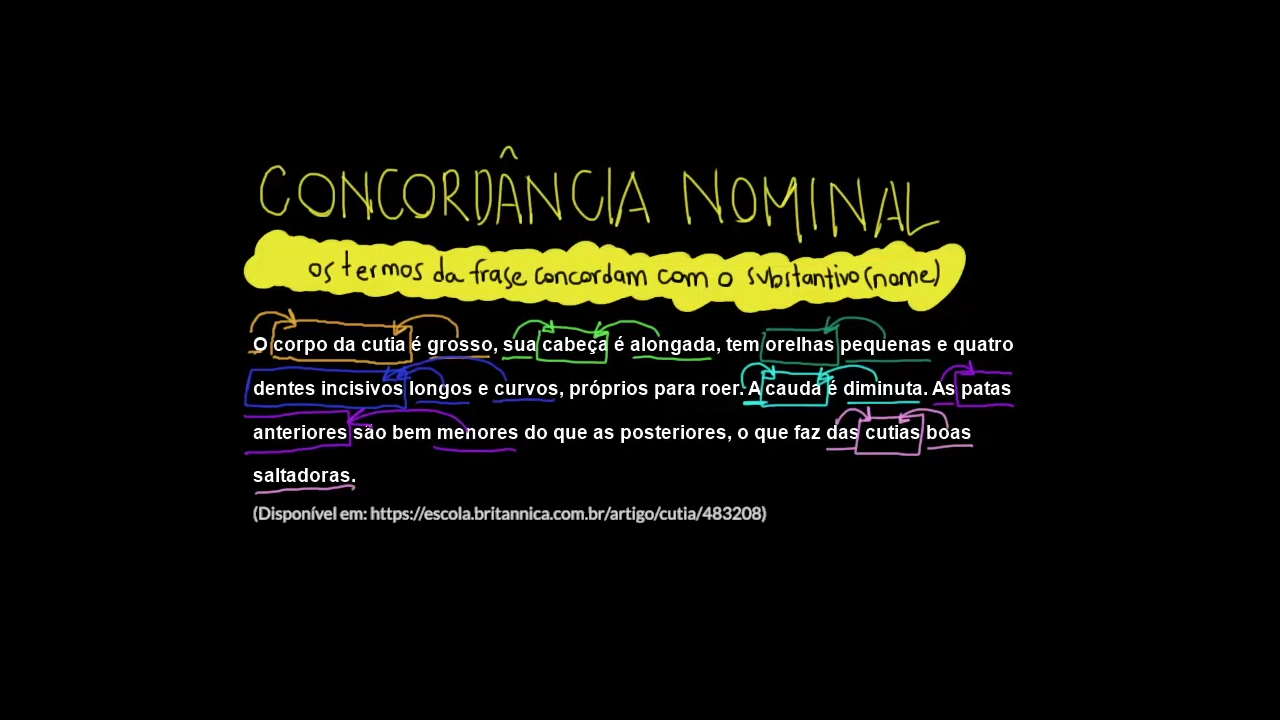 CONCORDÂNCIA NOMINAL
os termos da frase concordam com o substantivo (nome)
O corpo da cutia é grosso, sua cabeça é alongada, tem orelhas pequenas e quatro
dentes incisivos longos e curvos, próprios para roer. A cauda é diminuta. As patas
anteriores são bem menores do que as posteriores, o que faz das cutias boas
saltadoras.
(Disponível em: https://escola.britannica.com.br/artigo/cutia/483208)